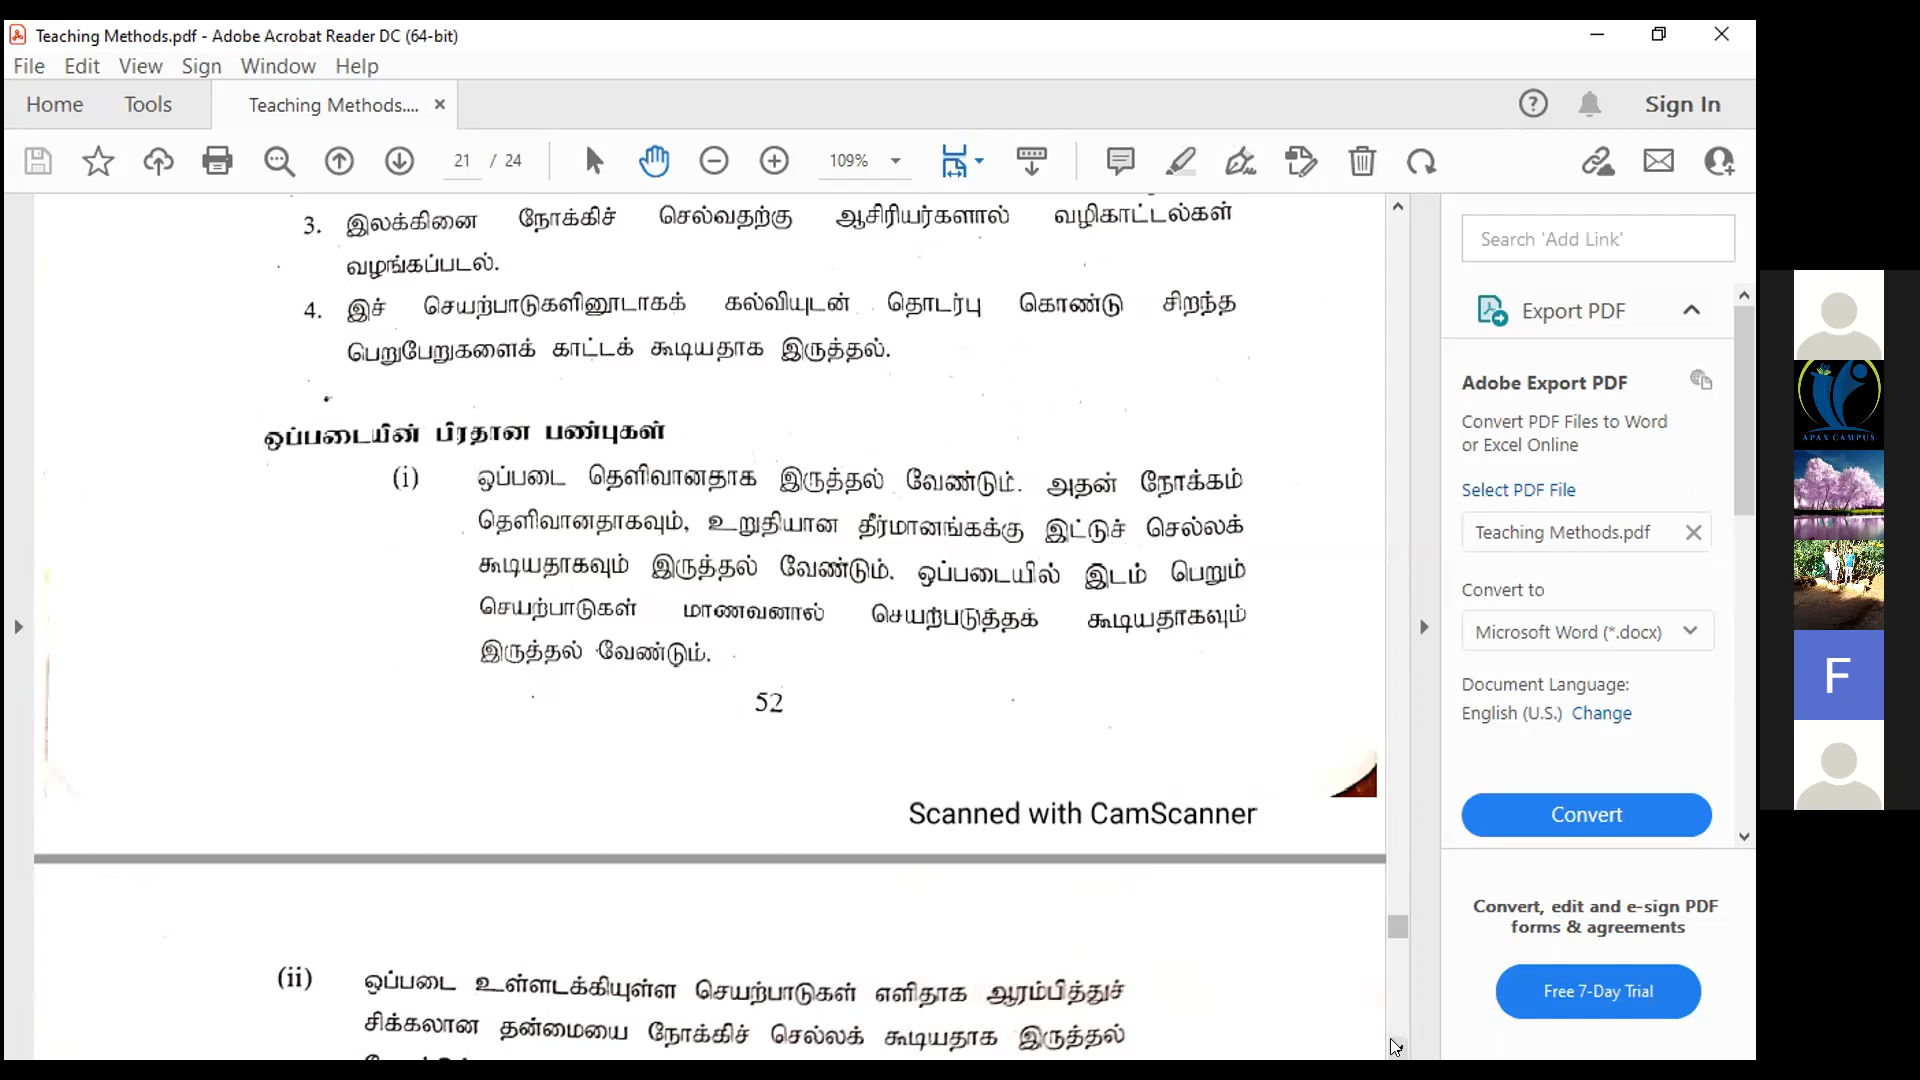 Teaching Methods.pdf - Adobe Acrobat Reader DC (64-bit)
File Edit View Sign Window Help
Home Tools Teaching Methods.... × Sign In
21 / 24 109%
3. இலக்கினை நோக்கிச் செல்வதற்கு ஆசிரியர்களால் வழிகாட்டல்கள்
வழங்கப்படல்.
4. இச் செயற்பாடுகளினூடாகக் கல்வியுடன் தொடர்பு கொண்டு சிறந்த
பெறுபேறுகளைக் காட்டக் கூடியதாக இருத்தல்.
ஒப்படையின் பிரதான பண்புகள்
(i) ஒப்படை தெளிவானதாக இருத்தல் வேண்டும். அதன் நோக்கம்
தெளிவானதாகவும், உறுதியான தீர்மானங்கக்கு இட்டுச் செல்லக்
கூடியதாகவும் இருத்தல் வேண்டும். ஒப்படையில் இடம் பெறும்
செயற்பாடுகள் மாணவனால் செயற்படுத்தக் கூடியதாகவும்
இருத்தல் வேண்டும்.
52
Scanned with CamScanner
(ii) ஒப்படை உள்ளடக்கியுள்ள செயற்பாடுகள் எளிதாக ஆரம்பித்துச்
சிக்கலான தன்மையை நோக்கிச் செல்லக் கூடியதாக இருத்தல்
Search 'Add Link'
Export PDF
Adobe Export PDF
Convert PDF Files to Word
or Excel Online
Select PDF File
Teaching Methods.pdf
Convert to
Microsoft Word (*.docx)
Document Language:
English (U.S.) Change
Convert
Convert, edit and e-sign PDF
forms & agreements
Free 7-Day Trial
APAX CAMPUS
F